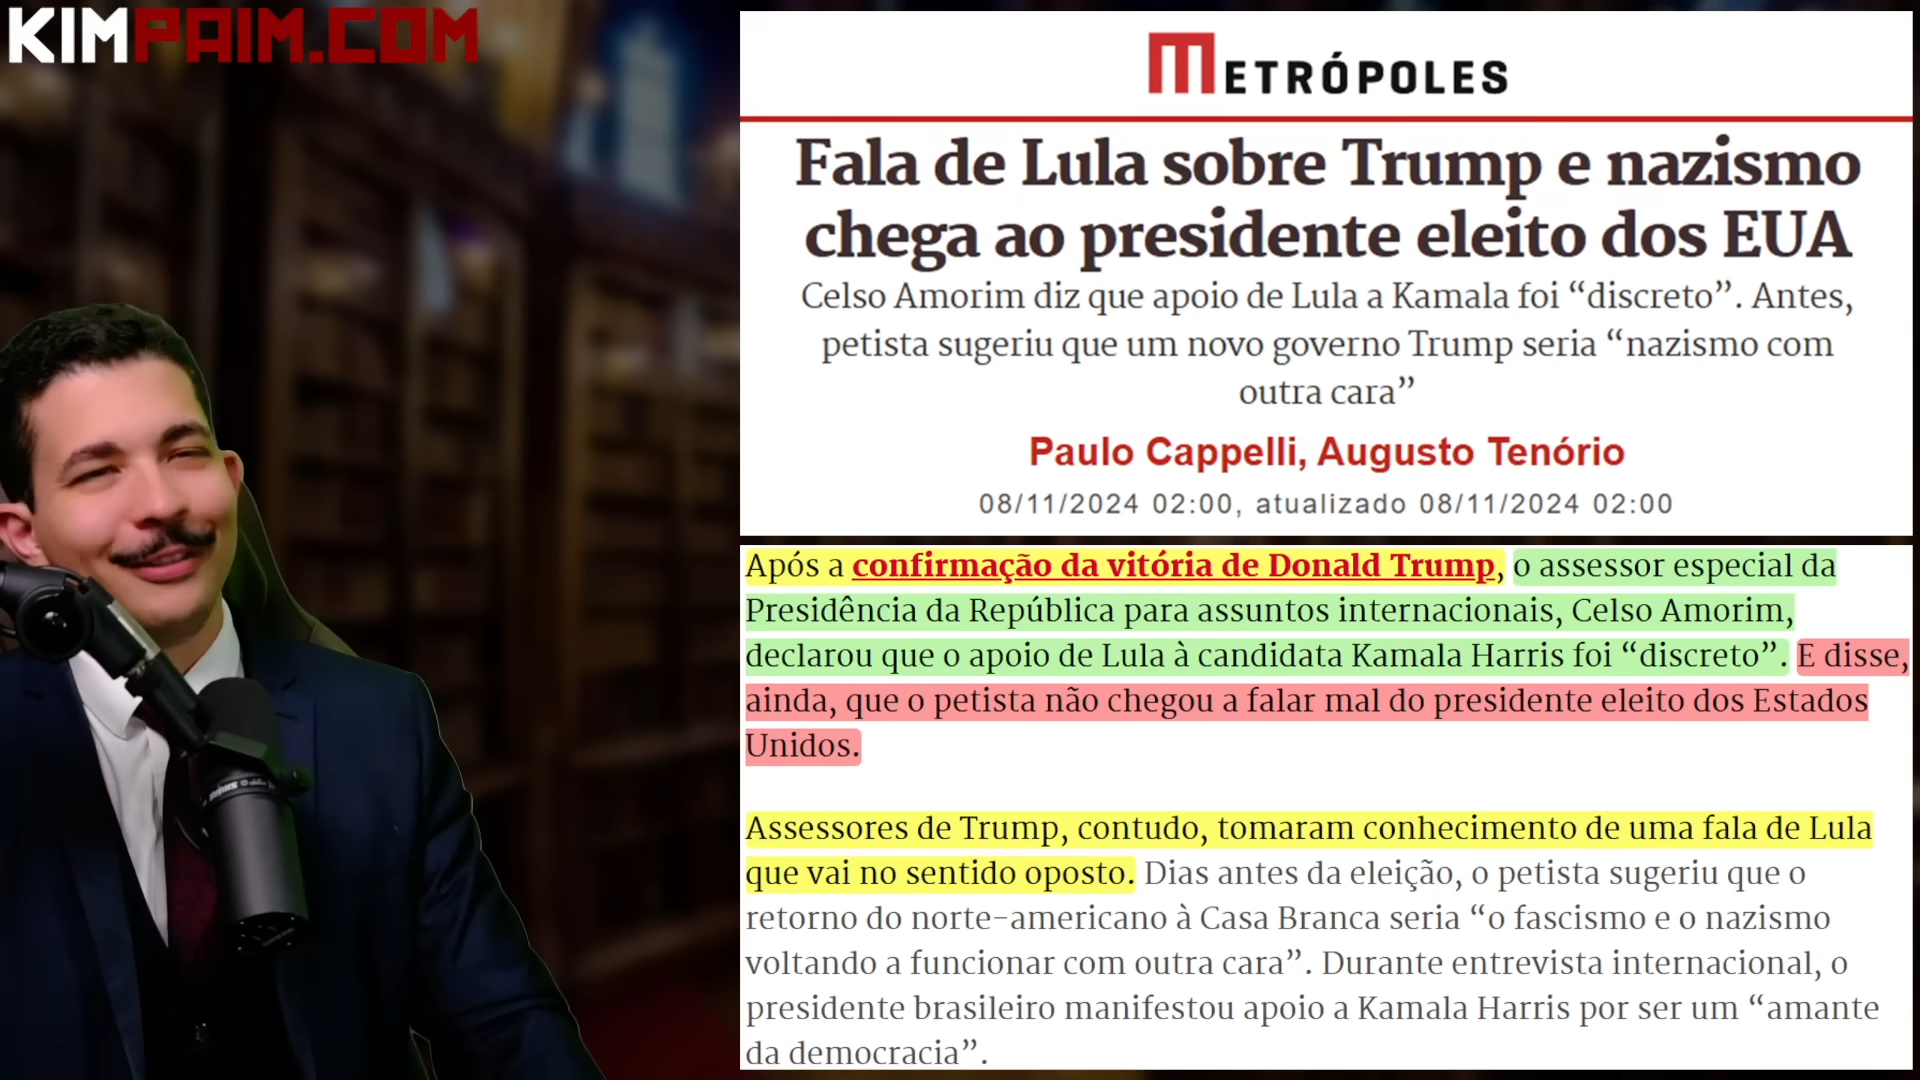 KIMPAIM.COM
METRÓPOLES
Fala de Lula sobre Trump e nazismo
chega ao presidente eleito dos EUA
Celso Amorim diz que apoio de Lula a Kamala foi “discreto”. Antes,
petista sugeriu que um novo governo Trump seria “nazismo com
outra cara”
Paulo Cappelli, Augusto Tenório
08/11/2024 02:00, atualizado 08/11/2024 02:00
Após a confirmação da vitória de Donald Trump, o assessor especial da
Presidência da República para assuntos internacionais, Celso Amorim,
declarou que o apoio de Lula à candidata Kamala Harris foi “discreto”. E disse,
ainda, que o petista não chegou a falar mal do presidente eleito dos Estados
Unidos.
Assessores de Trump, contudo, tomaram conhecimento de uma fala de Lula
que vai no sentido oposto. Dias antes da eleição, o petista sugeriu que o
retorno do norte-americano à Casa Branca seria “o fascismo e o nazismo
voltando a funcionar com outra cara”. Durante entrevista internacional, o
presidente brasileiro manifestou apoio a Kamala Harris por ser um “amante
da democracia”.